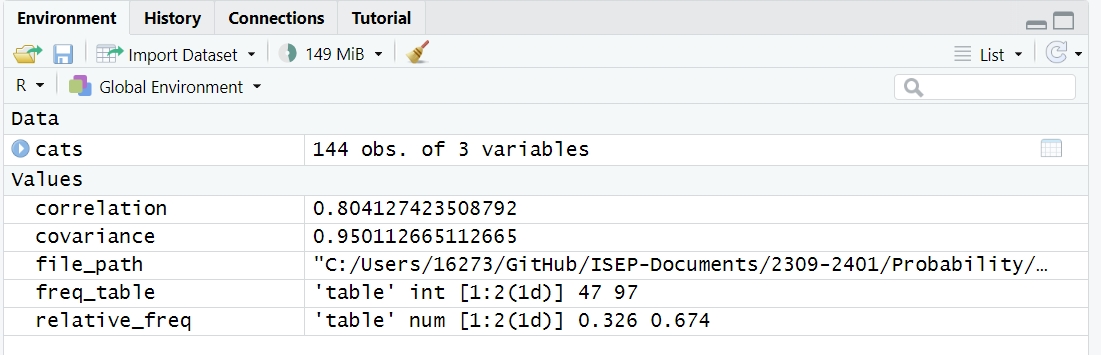 Environment History Connections Tutorial
Import Dataset 149 MiB List
R Global Environment
Data
cats 144 obs. of 3 variables
Values
correlation 0.804127423508792
covariance 0.950112665112665
file_path "C:/Users/16273/GitHub/ISEP-Documents/2309-2401/Probability/…
freq_table 'table' int [1:2(1d)] 47 97
relative_freq 'table' num [1:2(1d)] 0.326 0.674